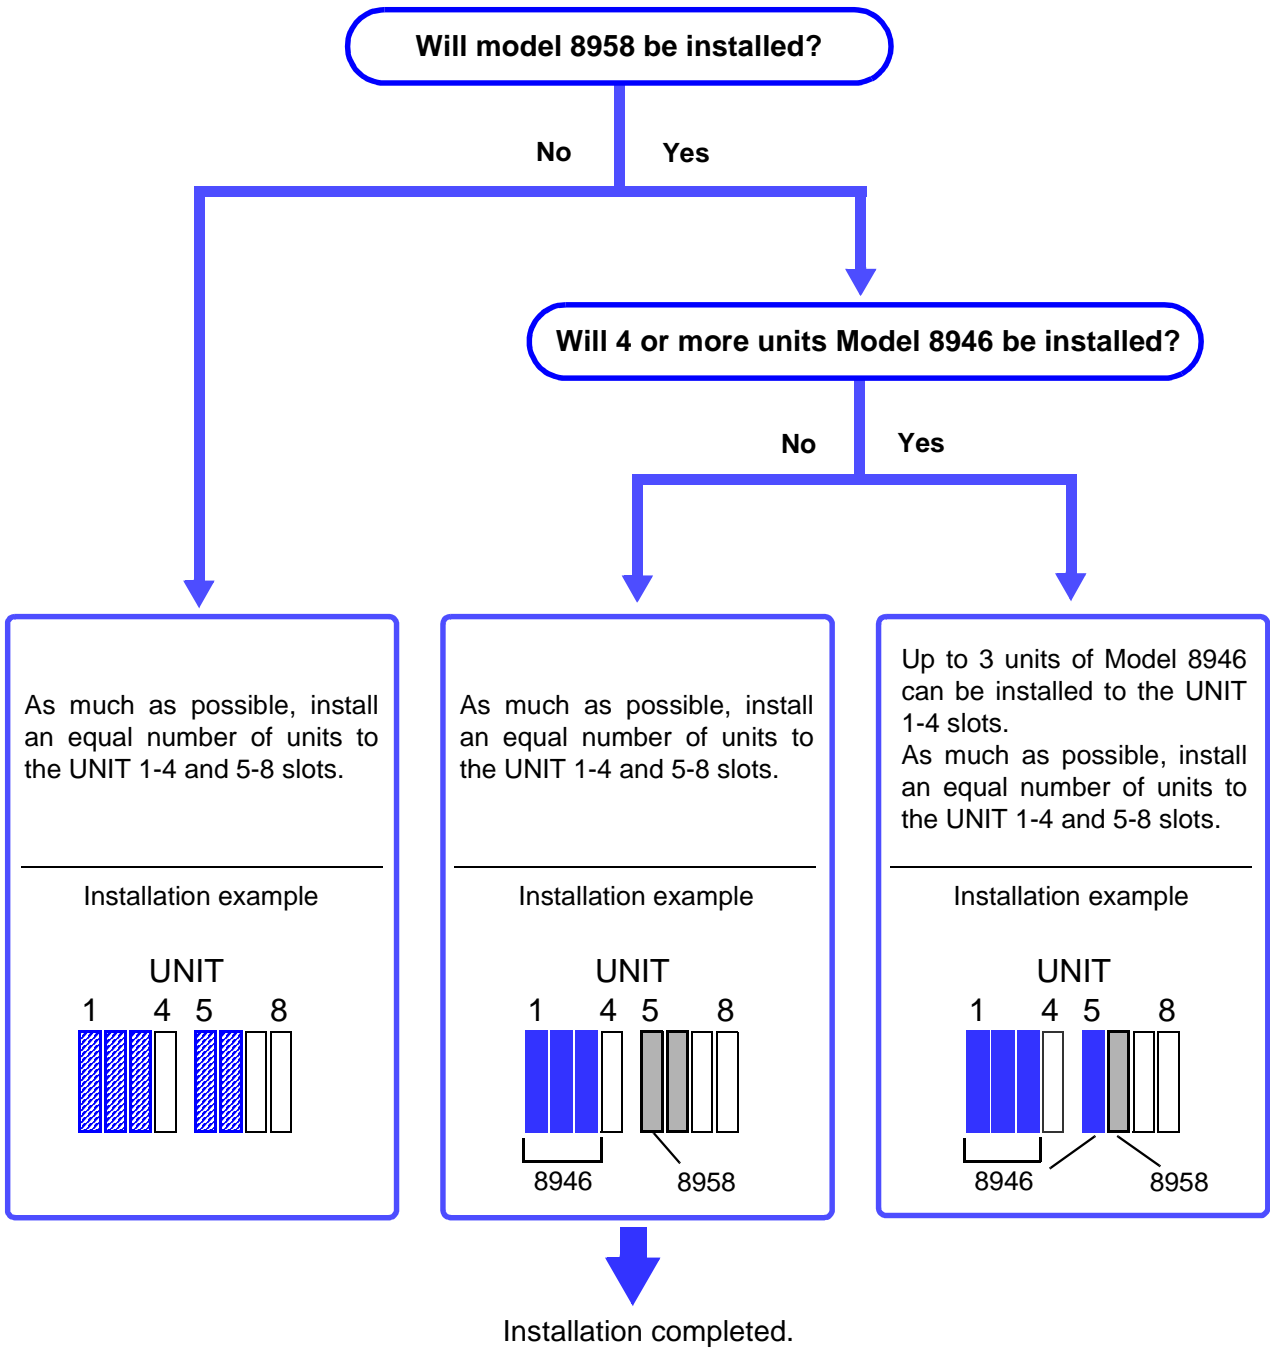 Will model 8958 be installed?
No Yes
Will 4 or more units Model 8946 be installed?
No Yes
As much as possible, install
an equal number of units to
the UNIT 1-4 and 5-8 slots.
Installation example
UNIT
1 4 5 8
As much as possible, install
an equal number of units to
the UNIT 1-4 and 5-8 slots.
Installation example
UNIT
1 4 5 8
8946 8958
Up to 3 units of Model 8946
can be installed to the UNIT
1-4 slots.
As much as possible, install
an equal number of units to
the UNIT 1-4 and 5-8 slots.
Installation example
UNIT
1 4 5 8
8946 8958
Installation completed.